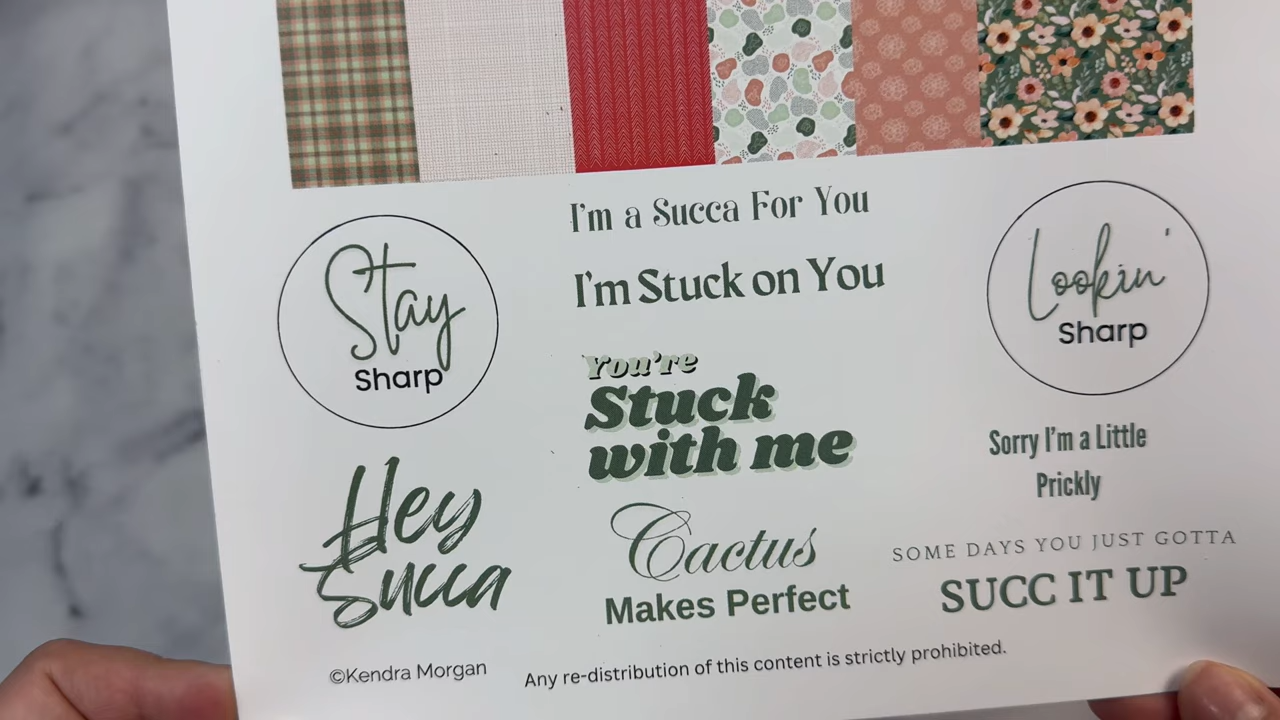 I'm a Succa For You
I'm Stuck on You
Stay
Sharp
Lookin'
Sharp
You're
Stuck
with me
Sorry I'm a Little
Prickly
Hey
Succa
Cactus
Makes Perfect
SOME DAYS YOU JUST GOTTA
SUCC IT UP
©Kendra Morgan
Any re-distribution of this content is strictly prohibited.